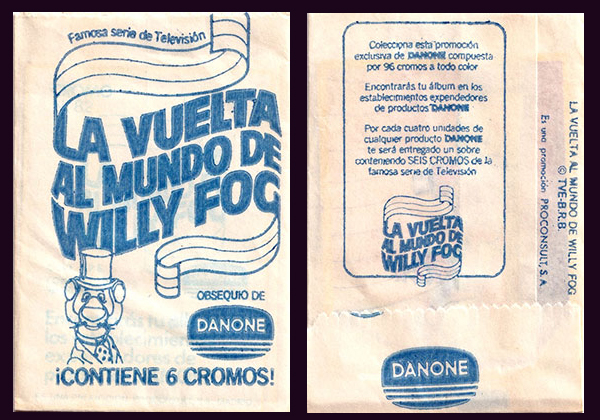 Famosa serie de Televisión
LA VUELTA
AL MUNDO DE
WILLY FOG
OBSEQUIO DE
DANONE
¡CONTIENE 6 CROMOS!
Colecciona esta promoción
exclusiva de DANONE compuesta
por 96 cromos a todo color
Encontrarás tu álbum en los
establecimientos expendedores
de productos DANONE
Por cada cuatro unidades de
cualquier producto DANONE
te será entregado un sobre
conteniendo SEIS CROMOS de la
famosa serie de Televisión
LA VUELTA
AL MUNDO DE
WILLY FOG
LA VUELTA AL MUNDO DE WILLY FOG
© TVE-B.R.B.
Es una promoción PROCONSULT, S.A.
DANONE